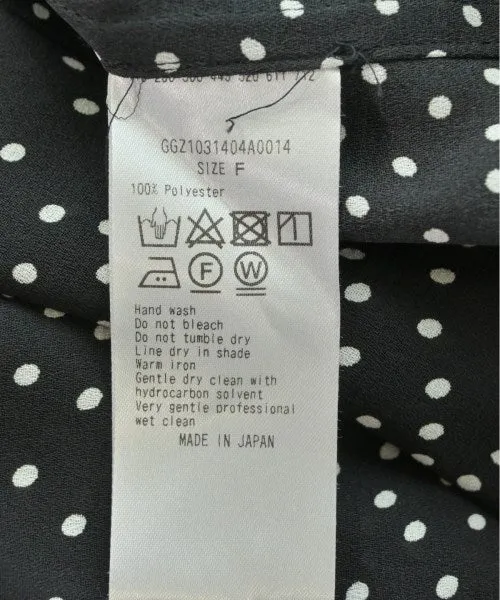 GGZ1031404A0014
SIZE F
100% Polyester
F W
Hand wash
Do not bleach
Do not tumble dry
Line dry in shade
Warm iron
Gentle dry clean with
hydrocarbon solvent
Very gentle professional
wet clean
MADE IN JAPAN